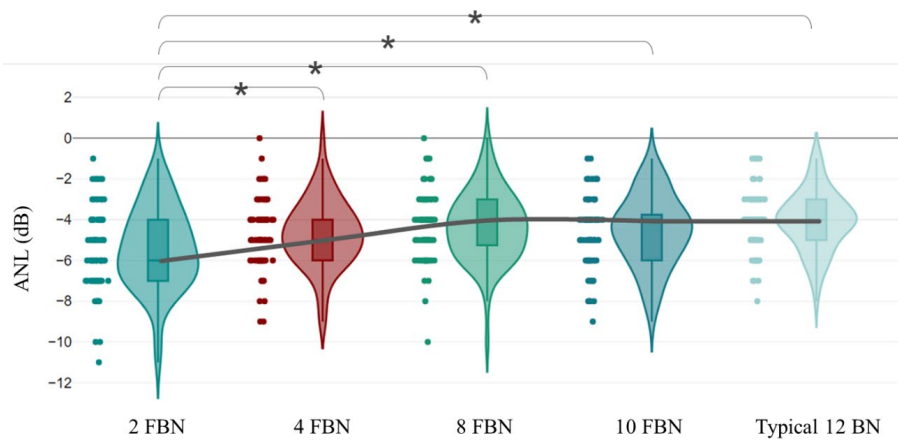 *
*
*
*
2
0
−2
−4
−6
−8
−10
−12
ANL (dB)
2 FBN
4 FBN
8 FBN
10 FBN
Typical 12 BN